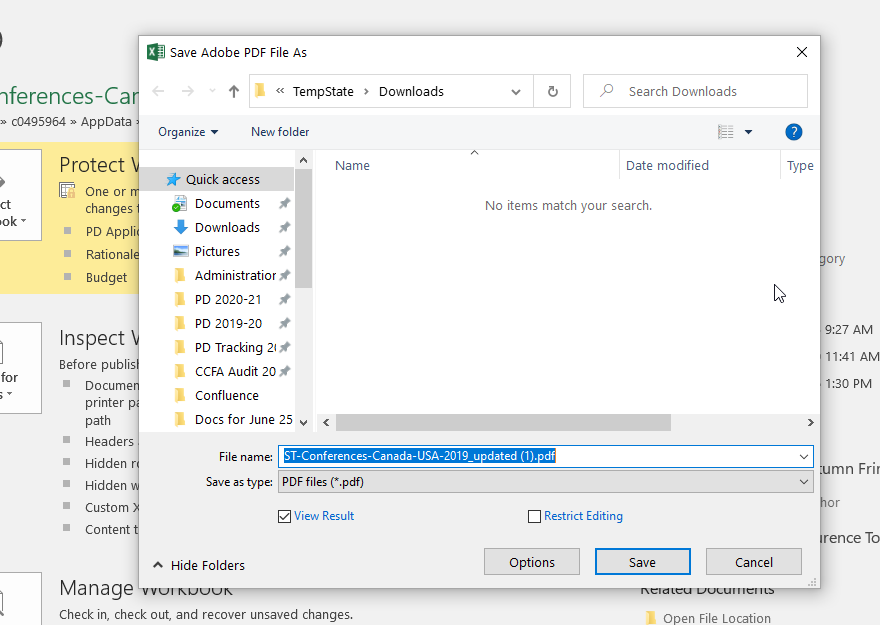 Save Adobe PDF File As
nferences-Car
» c0495964 » AppData »
TempState › Downloads
Search Downloads
Organize
New folder
?
Name
Date modified
Type
No items match your search.
Quick access
Documents
Downloads
Pictures
Administration
PD 2020-21
PD 2019-20
PD Tracking 20
CCFA Audit 20
Confluence
Docs for June 25
Protect W
One or m
changes t
PD Applic
Rationale
Budget
ct
ook
Inspect W
Before publish
Documen
printer pa
path
Headers a
Hidden ro
Hidden w
Custom X
Content t
for
s
gory
9:27 AM
11:41 AM
1:30 PM
tumn Frin
hor
urence To
File name:
ST-Conferences-Canada-USA-2019_updated (1).pdf
Save as type:
PDF files (*.pdf)
View Result
Restrict Editing
Hide Folders
Options
Save
Cancel
Manage Workbook
Check in, check out, and recover unsaved changes.
Related Documents
Open File Location